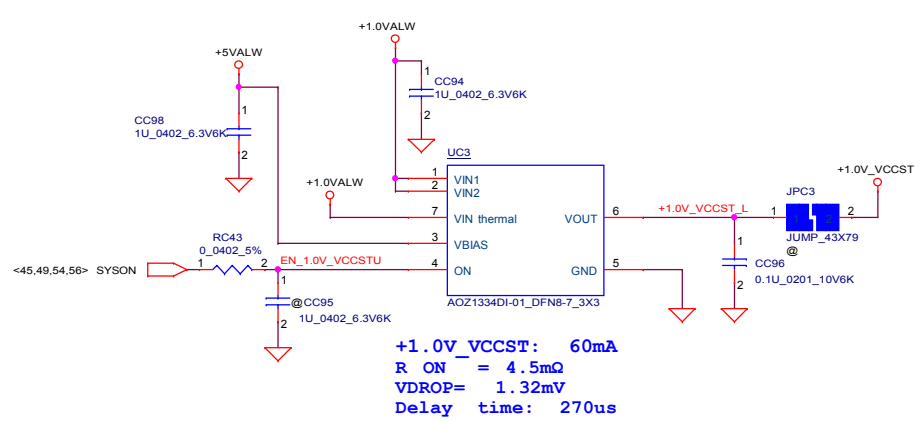 +1.0VALW
+5VALW
1
CC94
1U_0402_6.3V6K
2
1
CC98
1U_0402_6.3V6K
2
UC3
+1.0V_VCCST
+1.0VALW
1
2
VIN1
VIN2
JPC3
7
VIN thermal
VOUT
6
+1.0V_VCCST_L
1
1
2
2
3
VBIAS
JUMP_43X79
@
RC43
0_0402_5%
<45,49,54,56> SYSON
1
2
EN_1.0V_VCCSTU
4
ON
GND
5
1
CC96
0.1U_0201_10V6K
2
1
@CC95
1U_0402_6.3V6K
2
AOZ1334DI-01_DFN8-7_3X3
+1.0V_VCCST: 60mA
R ON = 4.5mΩ
VDROP= 1.32mV
Delay time: 270us